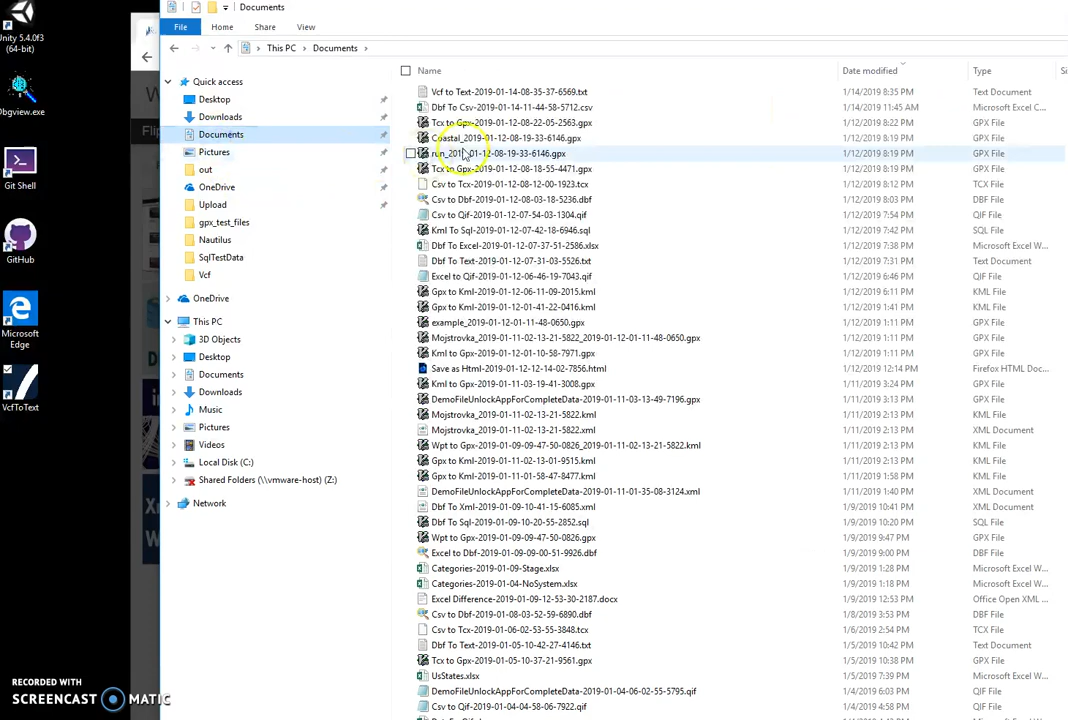 Documents
File
Home
Share
View
This PC
Documents
Unity 5.4.0f3
(64-bit)
Dbgview.exe
Git Shell
GitHub
Microsoft
Edge
VcfToText
Quick access
Desktop
Downloads
Documents
Pictures
out
OneDrive
Upload
gpx_test_files
Nautilus
SqlTestData
Vcf
OneDrive
This PC
3D Objects
Desktop
Documents
Downloads
Music
Pictures
Videos
Local Disk (C:)
Shared Folders (\\vmware-host) (Z:)
Network
Name Date modified Type
Vcf to Text-2019-01-14-08-35-37-6569.txt 1/14/2019 8:35 PM Text Document
Dbf To Csv-2019-01-14-11-44-58-5712.csv 1/14/2019 11:45 AM Microsoft Excel C...
Tcx to Gpx-2019-01-12-08-22-05-2563.gpx 1/12/2019 8:22 PM GPX File
Coastal_2019-01-12-08-19-33-6146.gpx 1/12/2019 8:19 PM GPX File
run_2019-01-12-08-19-33-6146.gpx 1/12/2019 8:19 PM GPX File
Tcx to Gpx-2019-01-12-08-18-55-4471.gpx 1/12/2019 8:19 PM GPX File
Csv to Tcx-2019-01-12-08-12-00-1923.tcx 1/12/2019 8:12 PM TCX File
Csv to Dbf-2019-01-12-08-03-18-5236.dbf 1/12/2019 8:03 PM DBF File
Csv to Qif-2019-01-12-07-54-03-1304.qif 1/12/2019 7:54 PM QIF File
Kml To Sql-2019-01-12-07-42-18-6946.sql 1/12/2019 7:42 PM SQL File
Dbf To Excel-2019-01-12-07-37-51-2586.xlsx 1/12/2019 7:38 PM Microsoft Excel W...
Dbf To Text-2019-01-12-07-31-03-5526.txt 1/12/2019 7:31 PM Text Document
Excel to Qif-2019-01-12-06-46-19-7043.qif 1/12/2019 6:46 PM QIF File
Gpx to Kml-2019-01-12-06-11-09-2015.kml 1/12/2019 6:11 PM KML File
Gpx to Kml-2019-01-12-01-41-22-0416.kml 1/12/2019 1:41 PM KML File
example_2019-01-12-01-11-48-0650.gpx 1/12/2019 1:11 PM GPX File
Mojstrovka_2019-01-11-02-13-21-5822_2019-01-12-01-11-48-0650.gpx 1/12/2019 1:11 PM GPX File
Kml to Gpx-2019-01-12-01-10-58-7971.gpx 1/12/2019 1:11 PM GPX File
Save as Html-2019-01-12-12-14-02-7856.html 1/12/2019 12:14 PM Firefox HTML Doc...
Kml to Gpx-2019-01-11-03-19-41-3008.gpx 1/11/2019 3:24 PM GPX File
DemoFileUnlockAppForCompleteData-2019-01-11-03-13-49-7196.gpx 1/11/2019 3:13 PM GPX File
Mojstrovka_2019-01-11-02-13-21-5822.kml 1/11/2019 2:13 PM KML File
Mojstrovka_2019-01-11-02-13-21-5822.xml 1/11/2019 2:13 PM XML Document
Wpt to Gpx-2019-01-09-09-47-50-0826_2019-01-11-02-13-21-5822.kml 1/11/2019 2:13 PM KML File
Gpx to Kml-2019-01-11-02-13-01-9515.kml 1/11/2019 2:13 PM KML File
Gpx to Kml-2019-01-11-01-58-47-8477.kml 1/11/2019 1:58 PM KML File
DemoFileUnlockAppForCompleteData-2019-01-11-01-35-08-3124.xml 1/11/2019 1:40 PM XML Document
Dbf To Xml-2019-01-09-10-41-15-6085.xml 1/9/2019 10:41 PM XML Document
Dbf To Sql-2019-01-09-10-20-55-2852.sql 1/9/2019 10:20 PM SQL File
Wpt to Gpx-2019-01-09-09-47-50-0826.gpx 1/9/2019 9:47 PM GPX File
Excel to Dbf-2019-01-09-09-00-51-9926.dbf 1/9/2019 9:00 PM DBF File
Categories-2019-01-09-Stage.xlsx 1/9/2019 1:28 PM Microsoft Excel W...
Categories-2019-01-04-NoSystem.xlsx 1/9/2019 1:18 PM Microsoft Excel W...
Excel Difference-2019-01-09-12-53-30-2187.docx 1/9/2019 12:53 PM Office Open XML ...
Csv to Dbf-2019-01-08-03-52-59-6890.dbf 1/8/2019 3:53 PM DBF File
Csv to Tcx-2019-01-06-02-53-55-3848.tcx 1/6/2019 2:54 PM TCX File
Dbf To Text-2019-01-05-10-42-27-4146.txt 1/5/2019 10:42 PM Text Document
Tcx to Gpx-2019-01-05-10-37-21-9561.gpx 1/5/2019 10:38 PM GPX File
UsStates.xlsx 1/5/2019 7:39 PM Microsoft Excel W...
DemoFileUnlockAppForCompleteData-2019-01-04-06-02-55-5795.qif 1/4/2019 6:03 PM QIF File
Csv to Qif-2019-01-04-04-58-06-7922.qif 1/4/2019 4:58 PM QIF File
RECORDED WITH
SCREENCAST MATIC